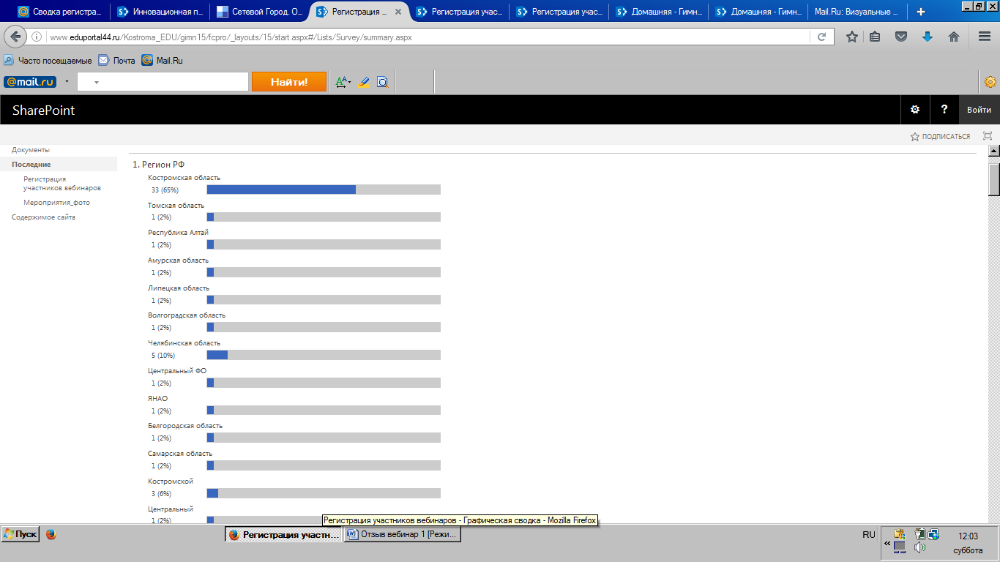 Сводка регистра...
Инновационная п...
Сетевой Город. О...
Регистрация ...
Регистрация учас...
Регистрация учас...
Домашняя - Гимн...
Домашняя - Гимн...
Mail.Ru: Визуальные ...
www.eduportal44.ru/Kostroma_EDU/gimn15/fcpro/_layouts/15/start.aspx#/Lists/Survey/summary.aspx
Часто посещаемые
Почта
Mail.Ru
@mail.ru
Найти!
SharePoint
Войти
ПОДПИСАТЬСЯ
Документы
Последние
Регистрация
участников вебинаров
Мероприятия_фото
Содержимое сайта
1. Регион РФ
Костромская область
33 (65%)
Томская область
1 (2%)
Республика Алтай
1 (2%)
Амурская область
1 (2%)
Липецкая область
1 (2%)
Волгоградская область
1 (2%)
Челябинская область
5 (10%)
Центральный ФО
1 (2%)
ЯНАО
1 (2%)
Белгородская область
1 (2%)
Самарская область
1 (2%)
Костромской
3 (6%)
Центральный
1 (2%)
Регистрация участников вебинаров - Графическая сводка - Mozilla Firefox
Пуск
Регистрация участн...
Отзыв вебинар 1 [Режи...
RU
12:03
суббота